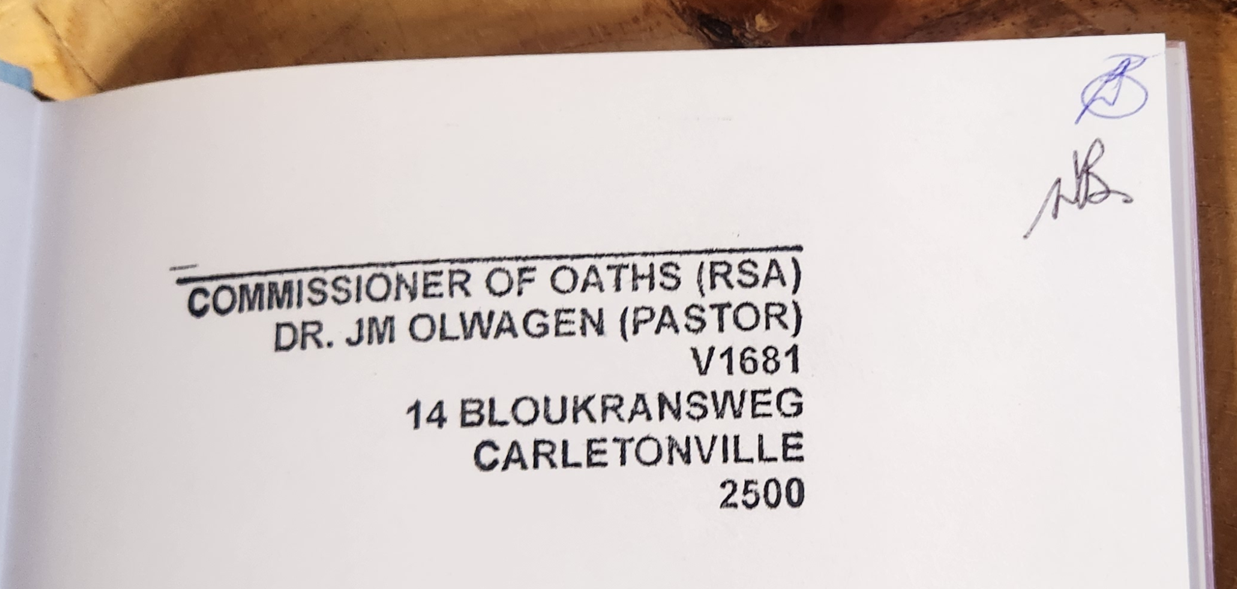 COMMISSIONER OF OATHS (RSA)
DR. JM OLWAGEN (PASTOR)
V1681
14 BLOUKRANSWEG
CARLETONVILLE
2500